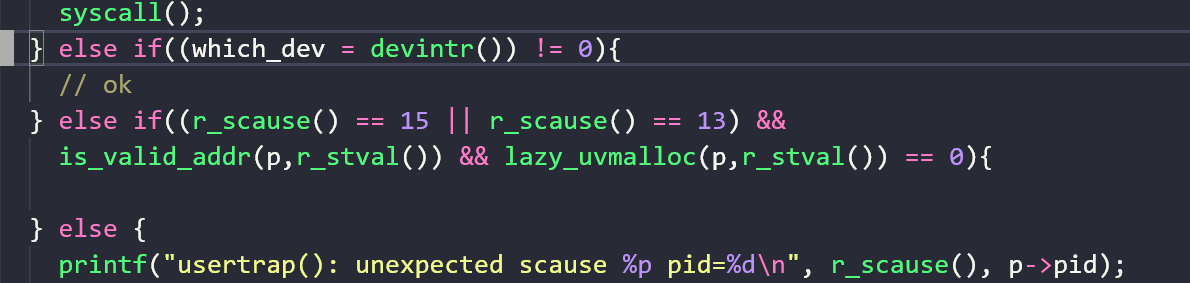 syscall();
} else if((which_dev = devintr()) != 0){
// ok
} else if((r_scause() == 15 || r_scause() == 13) &&
is_valid_addr(p,r_stval()) && lazy_uvmalloc(p,r_stval()) == 0){
} else {
printf("usertrap(): unexpected scause %p pid=%d\n", r_scause(), p->pid);